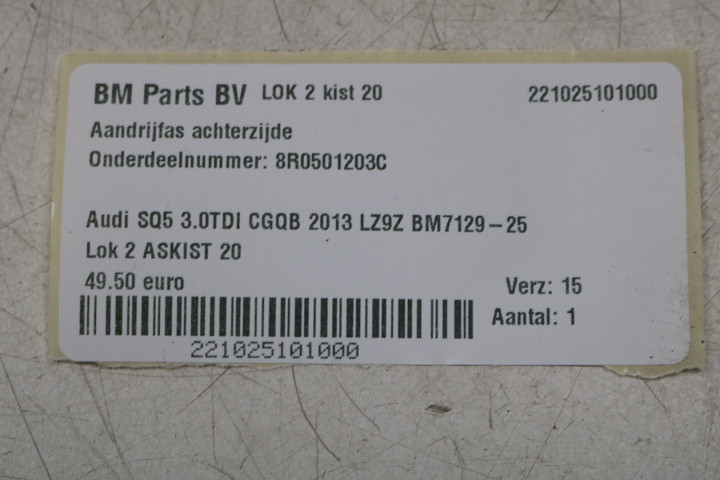 BM Parts BV LOK 2 kist 20 221025101000
Aandrijfas achterzijde
Onderdeelnummer: 8R0501203C
Audi SQ5 3.0TDI CGQB 2013 LZ9Z BM7129-25
Lok 2 ASKIST 20
49.50 euro Verz: 15
Aantal: 1
221025101000